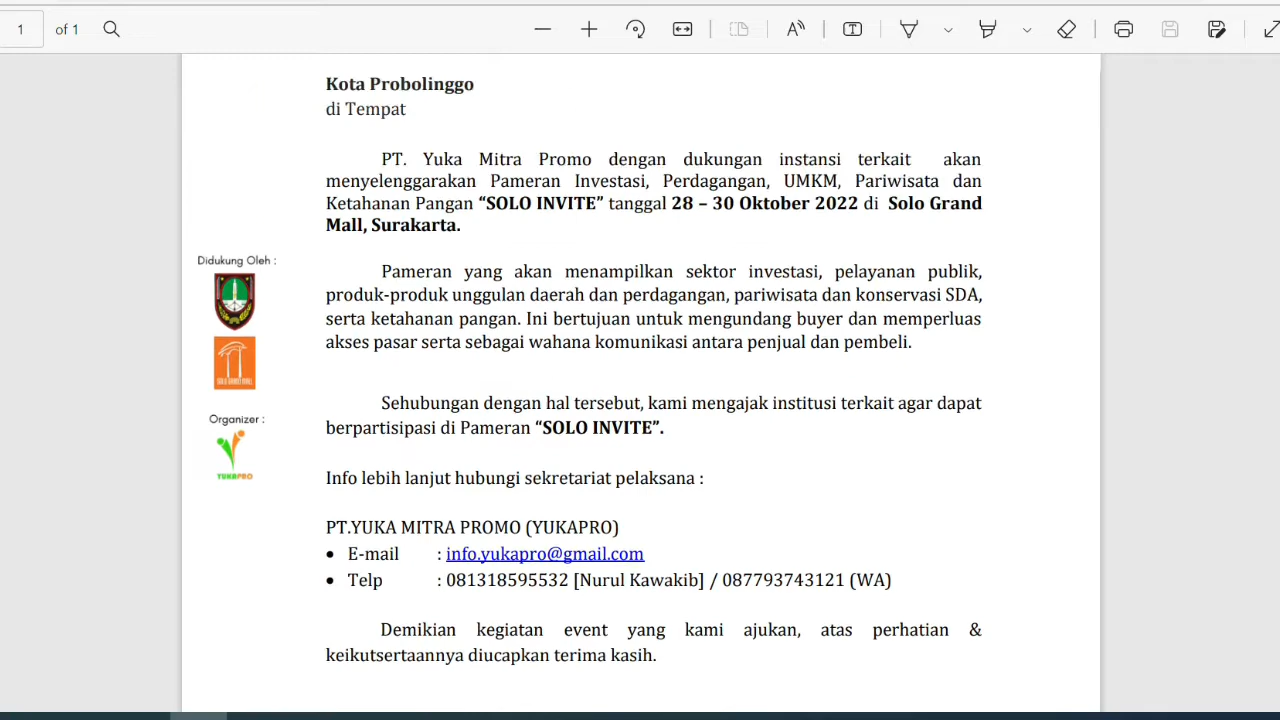 1 of 1
Kota Probolinggo
di Tempat
PT. Yuka Mitra Promo dengan dukungan instansi terkait akan
menyelenggarakan Pameran Investasi, Perdagangan, UMKM, Pariwisata dan
Ketahanan Pangan “SOLO INVITE” tanggal 28 – 30 Oktober 2022 di Solo Grand
Mall, Surakarta.
Didukung Oleh :
SOLO GRAND MALL
Organizer :
YUKAPRO
Pameran yang akan menampilkan sektor investasi, pelayanan publik,
produk-produk unggulan daerah dan perdagangan, pariwisata dan konservasi SDA,
serta ketahanan pangan. Ini bertujuan untuk mengundang buyer dan memperluas
akses pasar serta sebagai wahana komunikasi antara penjual dan pembeli.
Sehubungan dengan hal tersebut, kami mengajak institusi terkait agar dapat
berpartisipasi di Pameran “SOLO INVITE”.
Info lebih lanjut hubungi sekretariat pelaksana :
PT.YUKA MITRA PROMO (YUKAPRO)
• E-mail : info.yukapro@gmail.com
• Telp : 081318595532 [Nurul Kawakib] / 087793743121 (WA)
Demikian kegiatan event yang kami ajukan, atas perhatian &
keikutsertaannya diucapkan terima kasih.